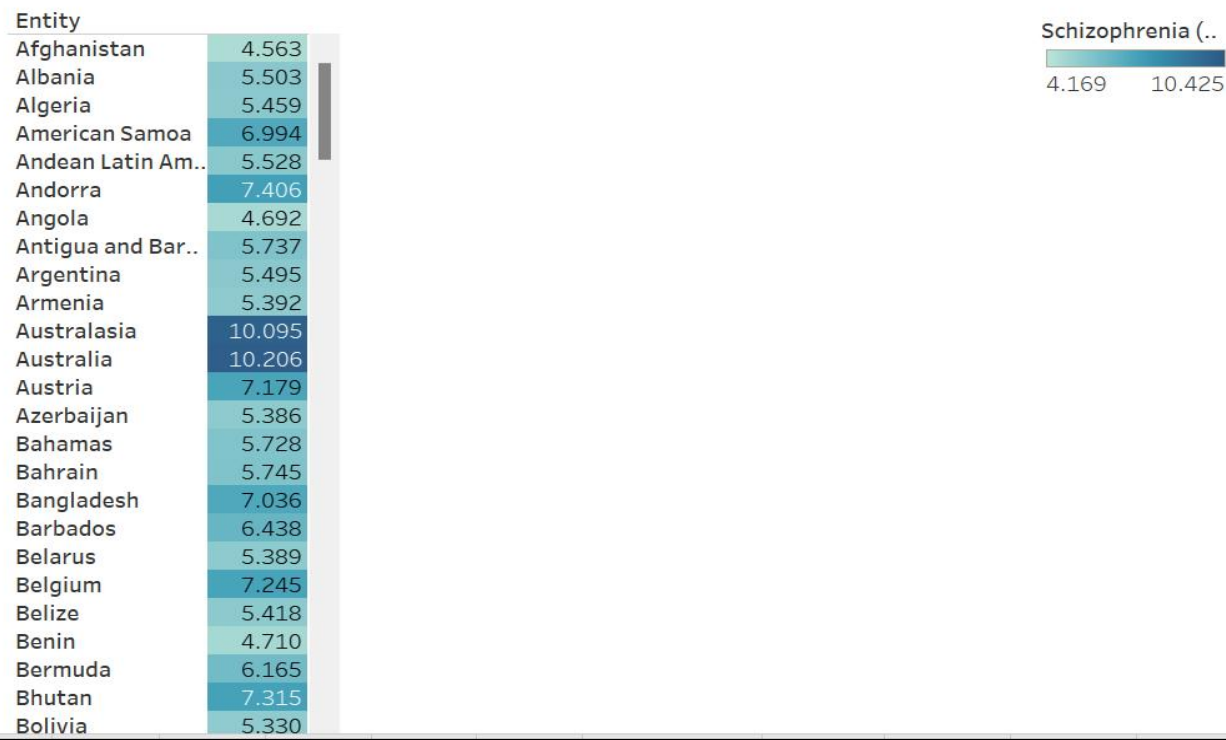 Entity
Afghanistan 4.563
Albania 5.503
Algeria 5.459
American Samoa 6.994
Andean Latin Am.. 5.528
Andorra 7.406
Angola 4.692
Antigua and Bar.. 5.737
Argentina 5.495
Armenia 5.392
Australasia 10.095
Australia 10.206
Austria 7.179
Azerbaijan 5.386
Bahamas 5.728
Bahrain 5.745
Bangladesh 7.036
Barbados 6.438
Belarus 5.389
Belgium 7.245
Belize 5.418
Benin 4.710
Bermuda 6.165
Bhutan 7.315
Bolivia 5.330
Schizophrenia (..
4.169 10.425